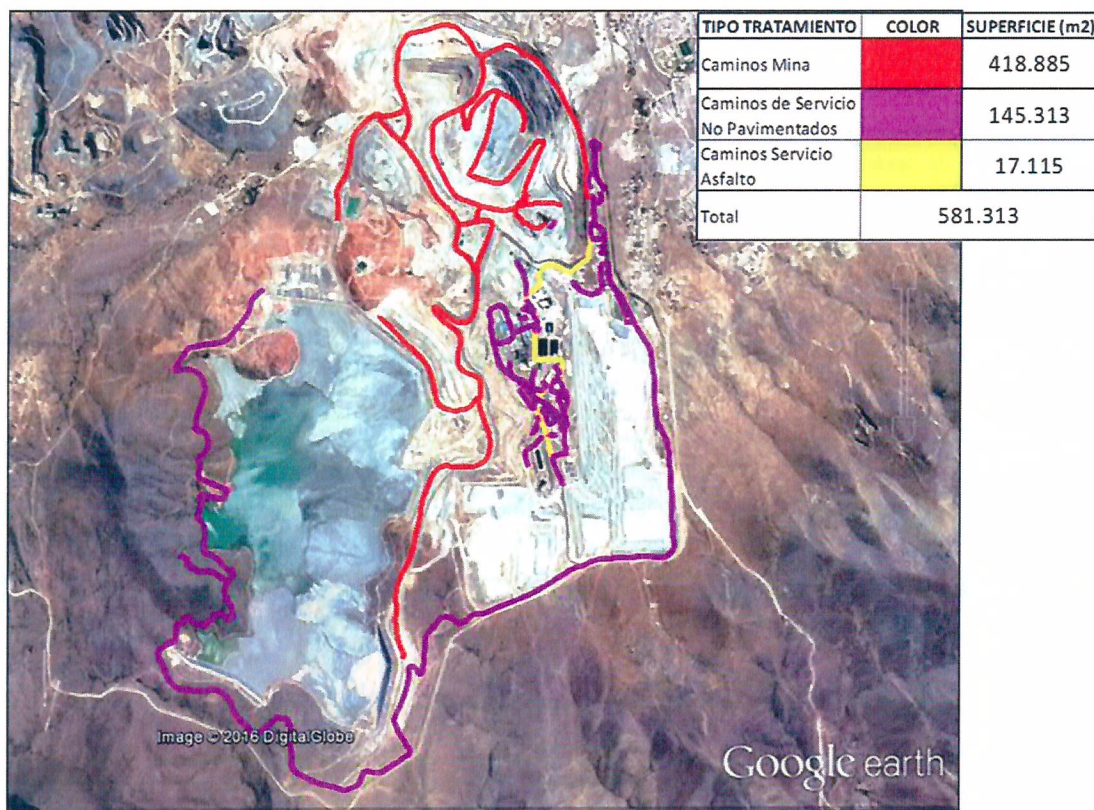 TIPO TRATAMIENTO COLOR SUPERFICIE (m2)
Caminos Mina 418.885
Caminos de Servicio
No Pavimentados 145.313
Caminos Servicio
Asfalto 17.115
Total 581.313
Image © 2016 DigitalGlobe
Google earth